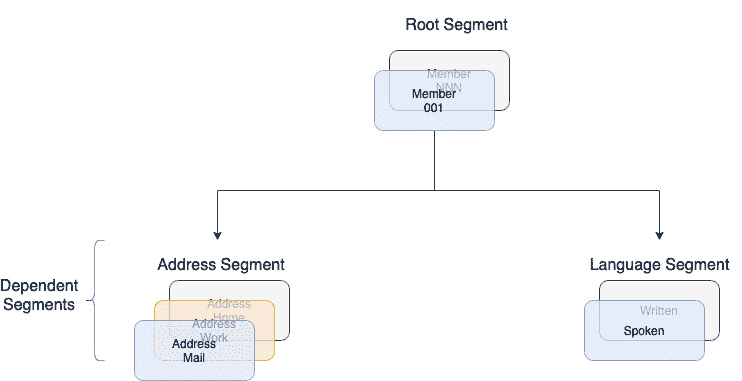 Root Segment
Member
NNN
Member
001
Address Segment
Language Segment
Dependent
Segments
Address
Home
Address
Work
Address
Mail
Written
Spoken